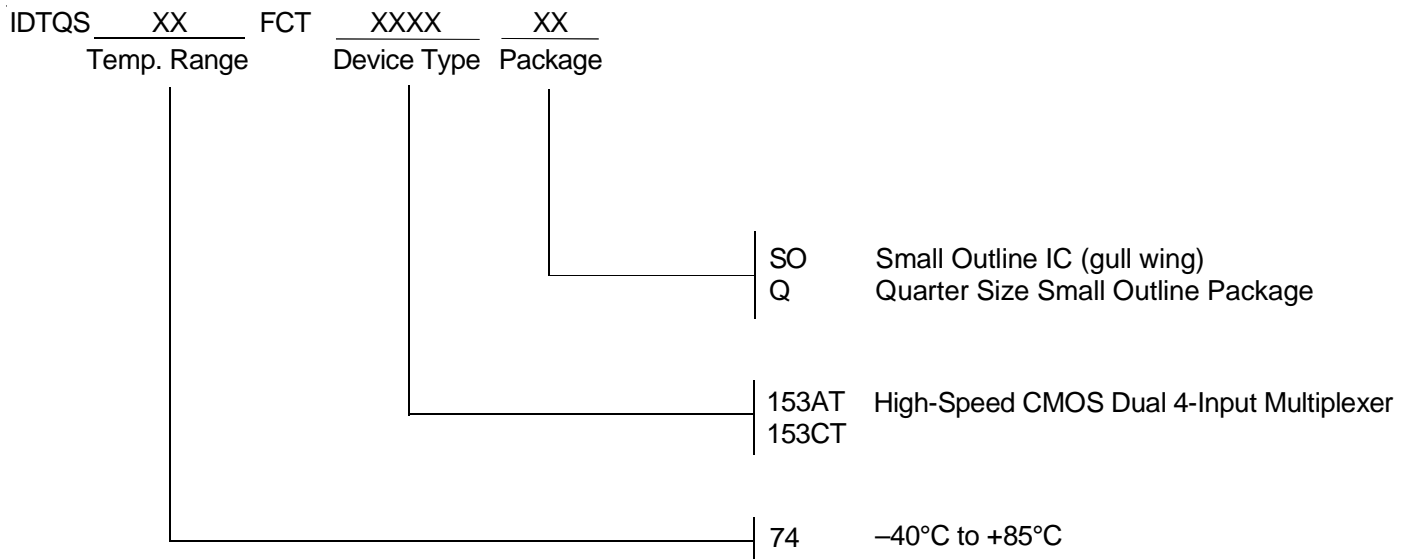 IDTQS XX FCT XXXX XX
Temp. Range Device Type Package
SO Small Outline IC (gull wing)
Q Quarter Size Small Outline Package
153AT High-Speed CMOS Dual 4-Input Multiplexer
153CT
74 –40°C to +85°C